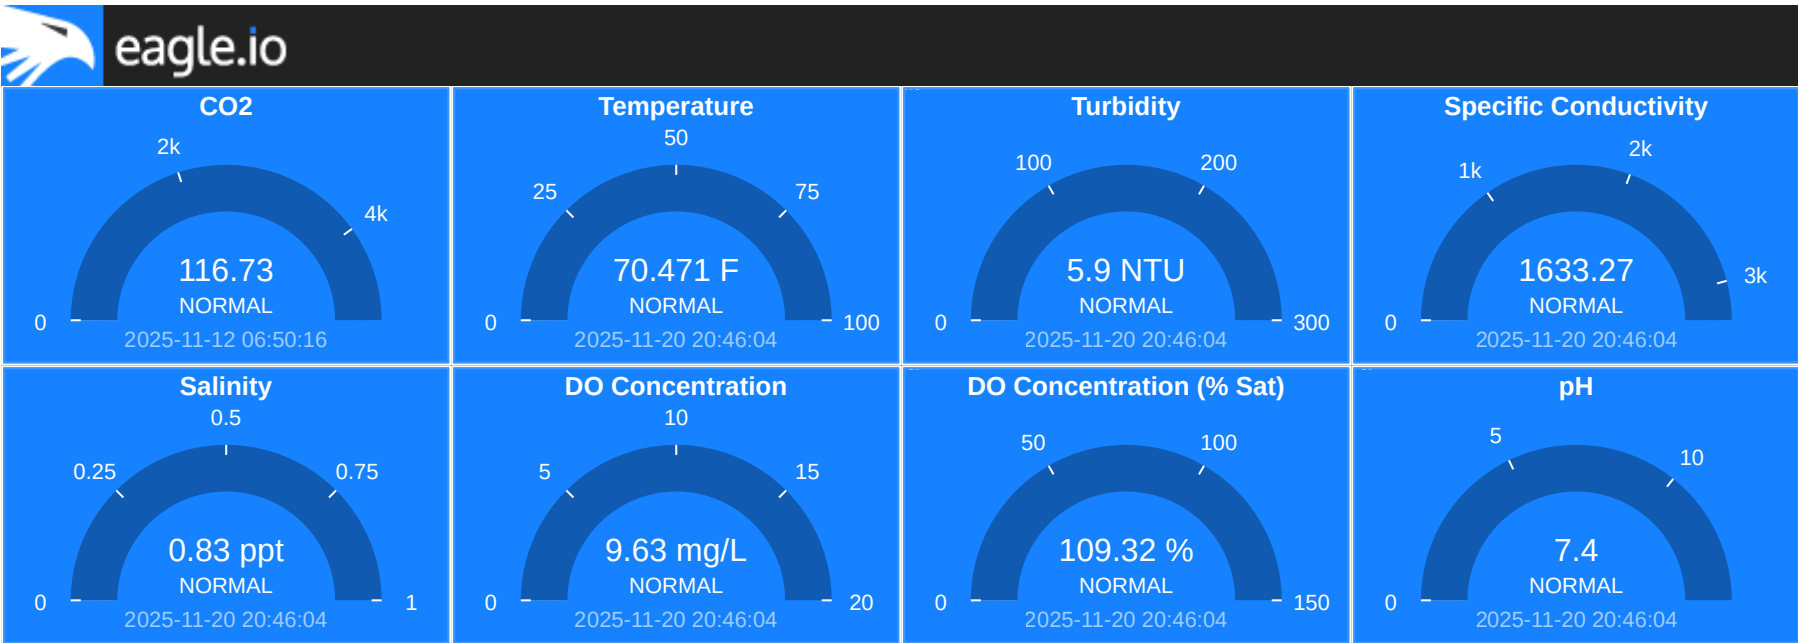 eagle.io
CO2
2k
4k
116.73
NORMAL
0
2025-11-12 06:50:16
Temperature
50
25
75
70.471 F
NORMAL
0
100
2025-11-20 20:46:04
Turbidity
100
200
5.9 NTU
NORMAL
0
300
2025-11-20 20:46:04
Specific Conductivity
2k
1k
3k
1633.27
NORMAL
0
2025-11-20 20:46:04
Salinity
0.5
0.25
0.75
0.83 ppt
NORMAL
0
1
2025-11-20 20:46:04
DO Concentration
10
5
15
9.63 mg/L
NORMAL
0
20
2025-11-20 20:46:04
DO Concentration (% Sat)
50
100
109.32 %
NORMAL
0
150
2025-11-20 20:46:04
pH
5
10
7.4
NORMAL
0
2025-11-20 20:46:04